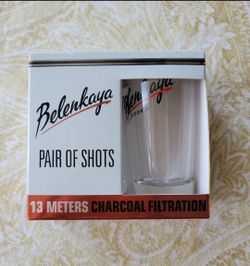 Belenkaya
PAIR OF SHOTS
Belenkaya
13 METERS CHARCOAL FILTRATION